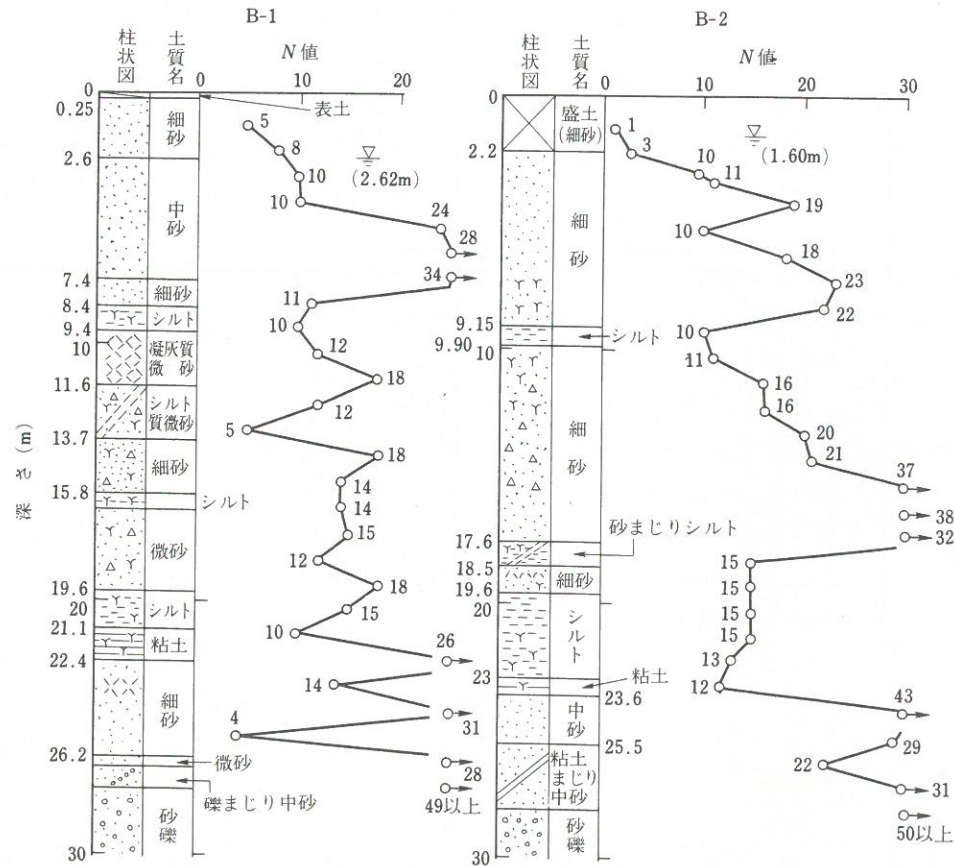 B-1
柱状図
土質名
N値
0
10
20
0
0.25
2.6
7.4
8.4
9.4
10
11.6
13.7
15.8
19.6
20
21.1
22.4
26.2
30
深さ(m)
表土
細砂
中砂
細砂
シルト
凝灰質
微砂
シルト
質微砂
細砂
シルト
微砂
シルト
粘土
細砂
微砂
礫まじり中砂
砂礫
5
8
10
(2.62m)
10
24
28
34
11
10
12
18
12
5
18
14
14
15
12
18
15
10
26
14
31
4
28
49以上
B-2
柱状図
土質名
N値
0
10
20
30
0
2.2
9.15
9.90
10
17.6
18.5
19.6
20
23
23.6
25.5
30
盛土
(細砂)
細砂
シルト
細砂
砂まじりシルト
細砂
シルト
粘土
中砂
粘土
まじり
中砂
砂礫
1
3
(1.60m)
10
11
19
10
18
23
22
10
11
16
16
20
21
37
38
32
15
15
15
15
13
12
43
29
22
31
50以上